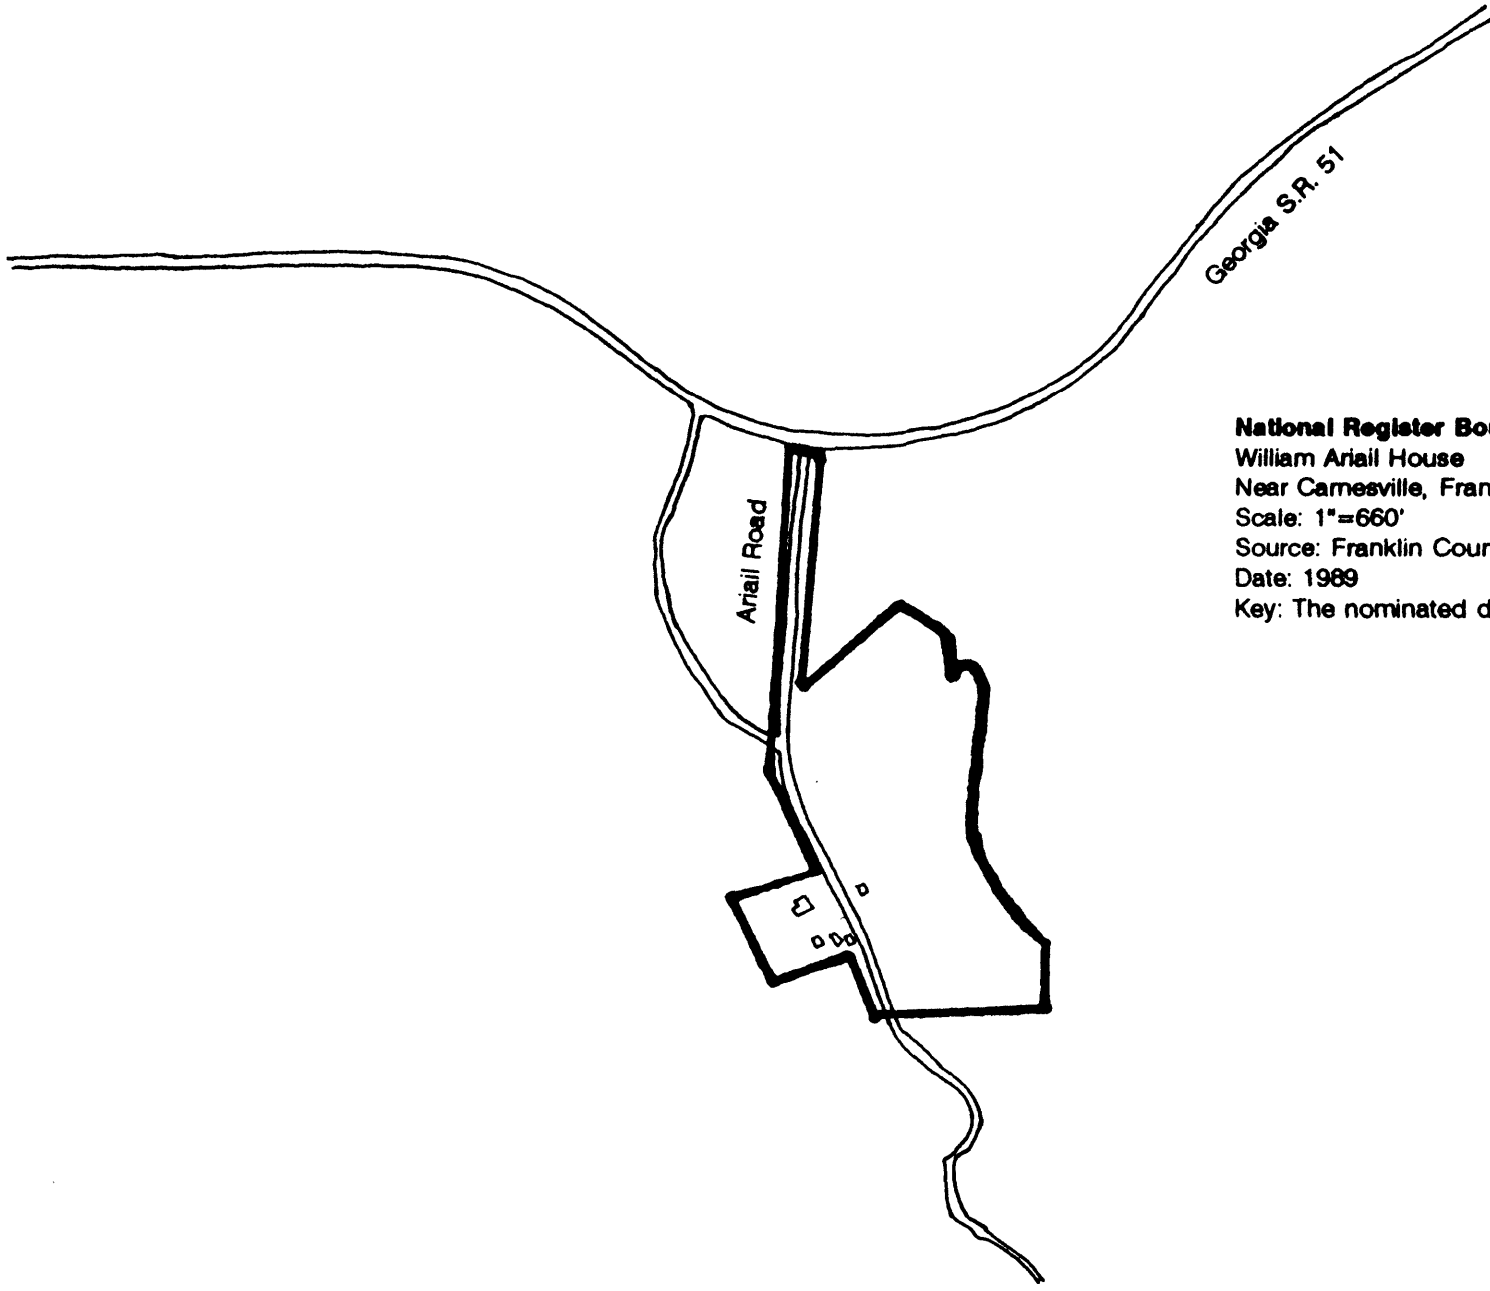 Georgia S.R. 51
National Register Bou
William Ariail House
Near Carnesville, Fran
Scale: 1"=660'
Source: Franklin Cour
Date: 1989
Key: The nominated d
Ariail Road